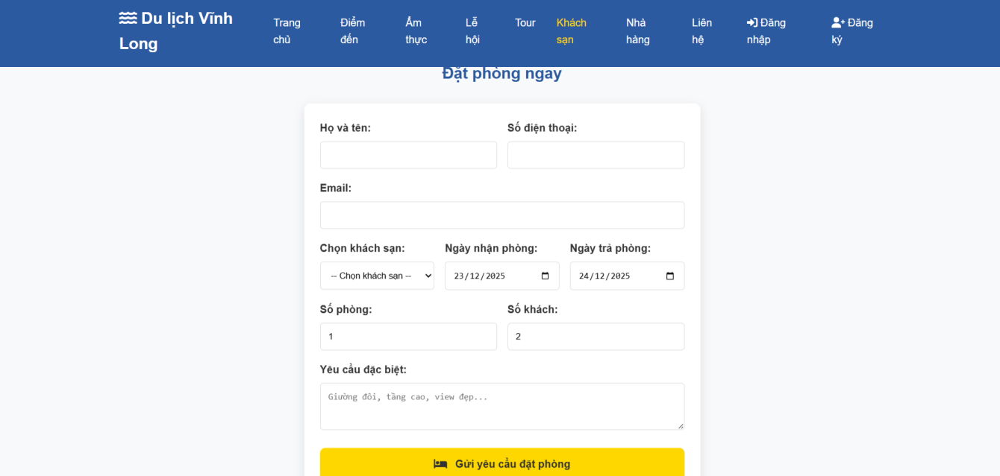 Du lịch Vĩnh Long
Trang chủ
Điểm đến
Ẩm thực
Lễ hội
Tour
Khách sạn
Nhà hàng
Liên hệ
Đăng nhập
Đăng ký
Đặt phòng ngay
Họ và tên:
Số điện thoại:
Email:
Chọn khách sạn:
Ngày nhận phòng:
Ngày trả phòng:
-- Chọn khách sạn --
23/12/2025
24/12/2025
Số phòng:
Số khách:
1
2
Yêu cầu đặc biệt:
Giường đôi, tầng cao, view đẹp...
Gửi yêu cầu đặt phòng